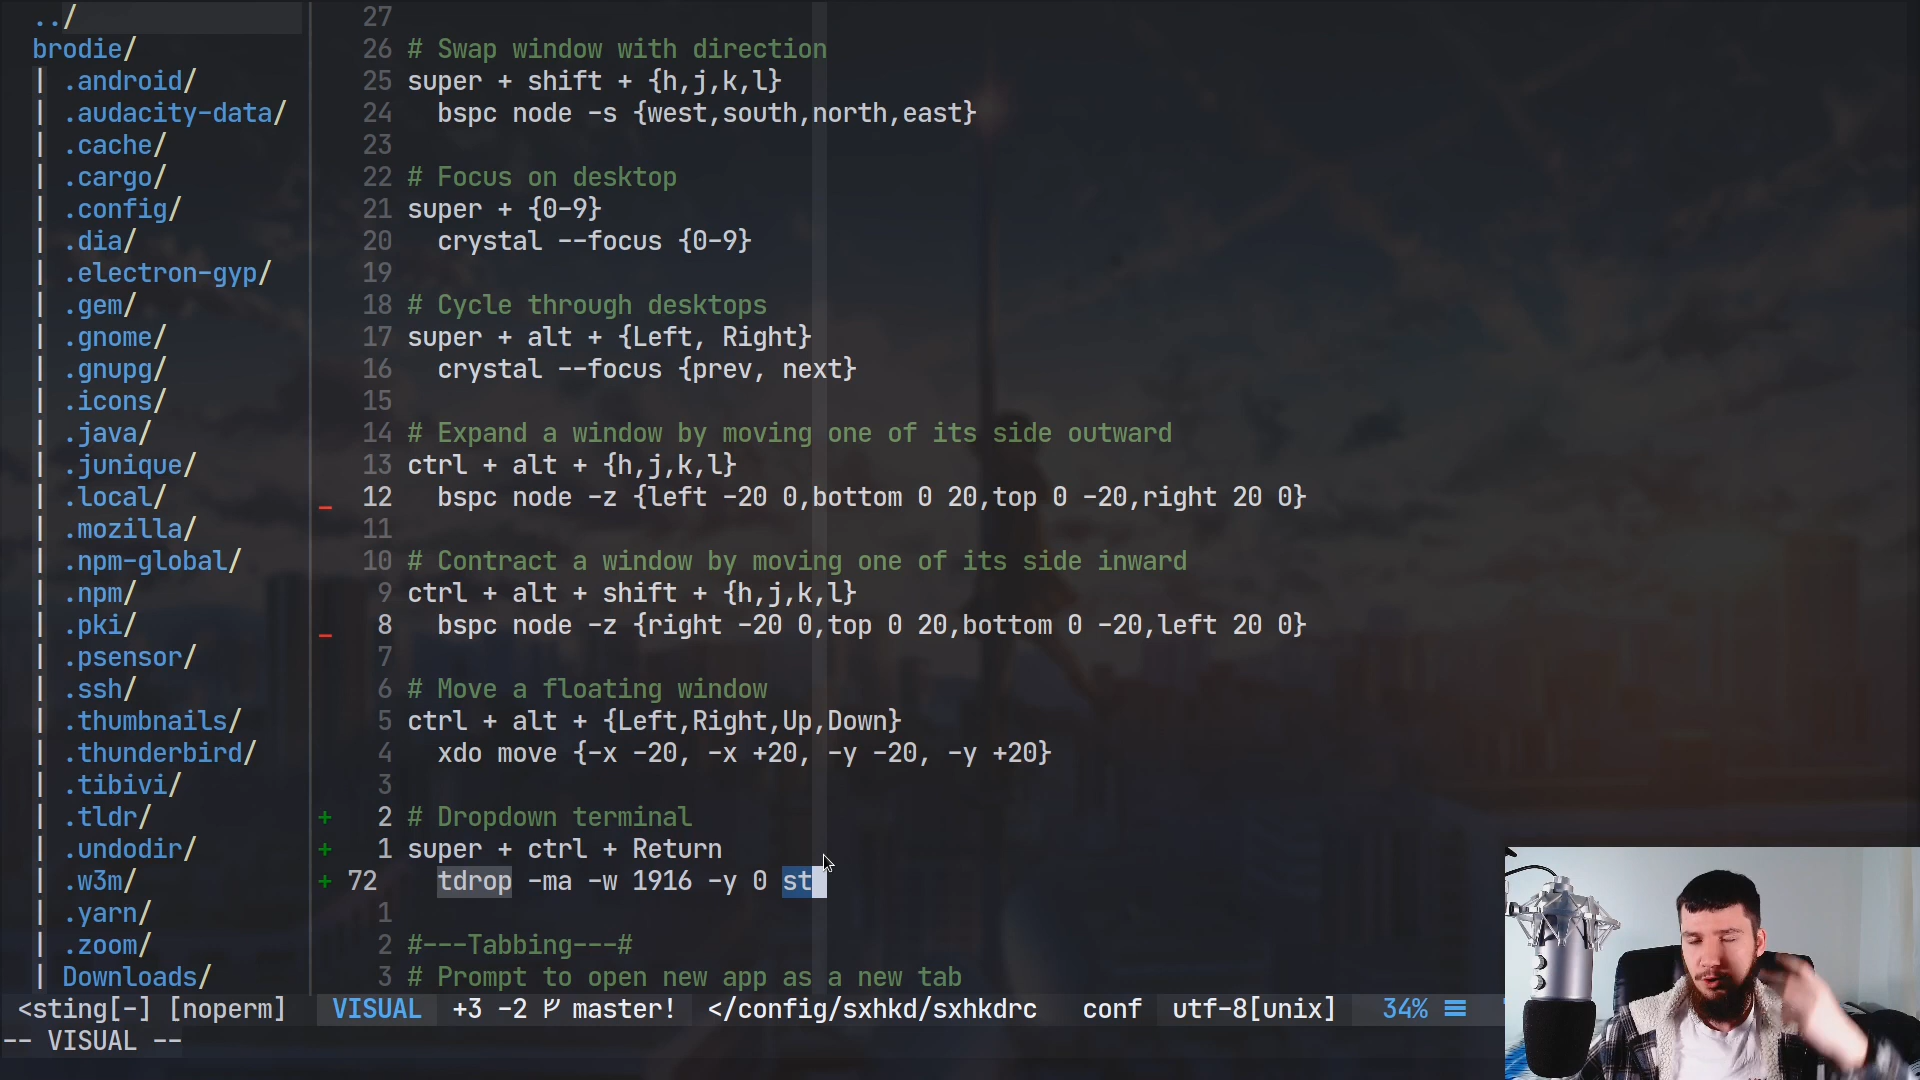 ../
brodie/
| .android/
| .audacity-data/
| .cache/
| .cargo/
| .config/
| .dia/
| .electron-gyp/
| .gem/
| .gnome/
| .gnupg/
| .icons/
| .java/
| .junique/
| .local/
| .mozilla/
| .npm-global/
| .npm/
| .pki/
| .psensor/
| .ssh/
| .thumbnails/
| .thunderbird/
| .tibivi/
| .tldr/
| .undodir/
| .w3m/
| .yarn/
| .zoom/
| Downloads/
27
26 # Swap window with direction
25 super + shift + {h,j,k,l}
24 bspc node -s {west,south,north,east}
23
22 # Focus on desktop
21 super + {0-9}
20 crystal --focus {0-9}
19
18 # Cycle through desktops
17 super + alt + {Left, Right}
16 crystal --focus {prev, next}
15
14 # Expand a window by moving one of its side outward
13 ctrl + alt + {h,j,k,l}
_ 12 bspc node -z {left -20 0,bottom 0 20,top 0 -20,right 20 0}
11
10 # Contract a window by moving one of its side inward
9 ctrl + alt + shift + {h,j,k,l}
_ 8 bspc node -z {right -20 0,top 0 20,bottom 0 -20,left 20 0}
7
6 # Move a floating window
5 ctrl + alt + {Left,Right,Up,Down}
4 xdo move {-x -20, -x +20, -y -20, -y +20}
3
+ 2 # Dropdown terminal
+ 1 super + ctrl + Return
+ 72 tdrop -ma -w 1916 -y 0 st
1
2 #---Tabbing---#
3 # Prompt to open new app as a new tab
<sting[-] [noperm] VISUAL +3 -2 master! </config/sxhkd/sxhkdrc conf utf-8[unix] 34% ☰
-- VISUAL --